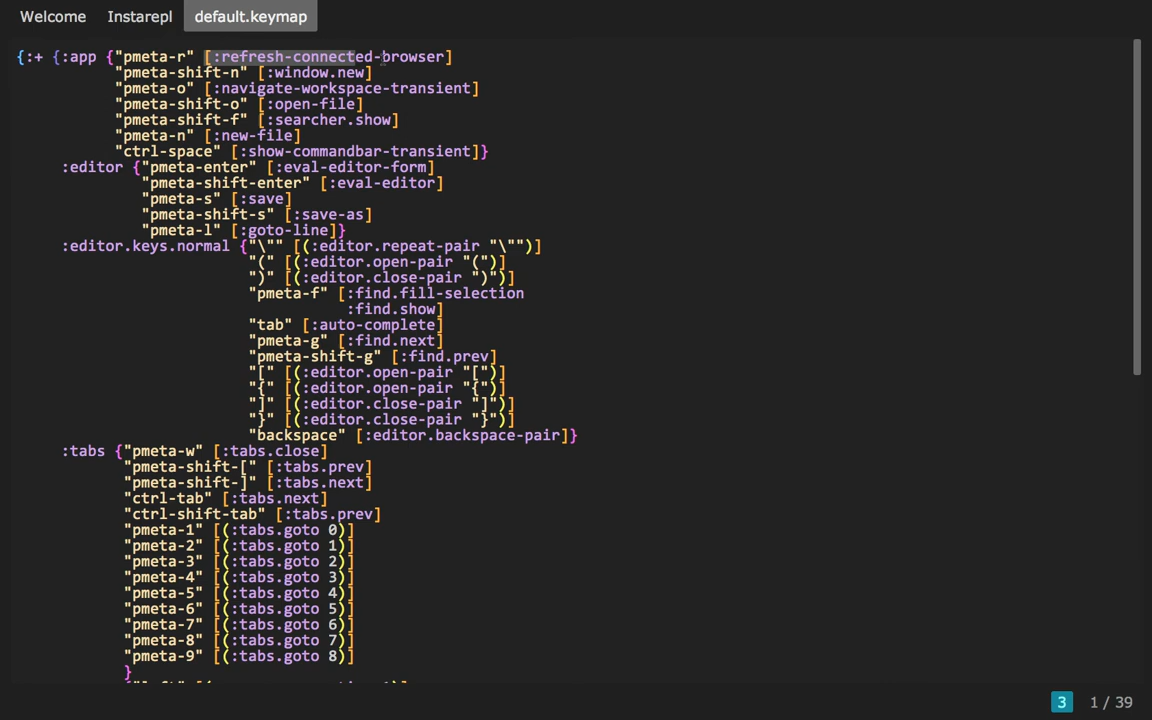 Welcome Instarepl default.keymap
{:+ {:app {"pmeta-r" [:refresh-connected-browser]
"pmeta-shift-n" [:window.new]
"pmeta-o" [:navigate-workspace-transient]
"pmeta-shift-o" [:open-file]
"pmeta-shift-f" [:searcher.show]
"pmeta-n" [:new-file]
"ctrl-space" [:show-commandbar-transient]}
:editor {"pmeta-enter" [:eval-editor-form]
"pmeta-shift-enter" [:eval-editor]
"pmeta-s" [:save]
"pmeta-shift-s" [:save-as]
"pmeta-l" [:goto-line]}
:editor.keys.normal {"\"" [(:editor.repeat-pair "\"")]
"(" [(:editor.open-pair "(")]
")" [(:editor.close-pair ")")]
"pmeta-f" [:find.fill-selection
:find.show]
"tab" [:auto-complete]
"pmeta-g" [:find.next]
"pmeta-shift-g" [:find.prev]
"[" [(:editor.open-pair "[")]
"{" [(:editor.open-pair "{")]
"]" [(:editor.close-pair "]")]
"}" [(:editor.close-pair "}")]
"backspace" [:editor.backspace-pair]}
:tabs {"pmeta-w" [:tabs.close]
"pmeta-shift-[" [:tabs.prev]
"pmeta-shift-]" [:tabs.next]
"ctrl-tab" [:tabs.next]
"ctrl-shift-tab" [:tabs.prev]
"pmeta-1" [(:tabs.goto 0)]
"pmeta-2" [(:tabs.goto 1)]
"pmeta-3" [(:tabs.goto 2)]
"pmeta-4" [(:tabs.goto 3)]
"pmeta-5" [(:tabs.goto 4)]
"pmeta-6" [(:tabs.goto 5)]
"pmeta-7" [(:tabs.goto 6)]
"pmeta-8" [(:tabs.goto 7)]
"pmeta-9" [(:tabs.goto 8)]
}
3 1 / 39